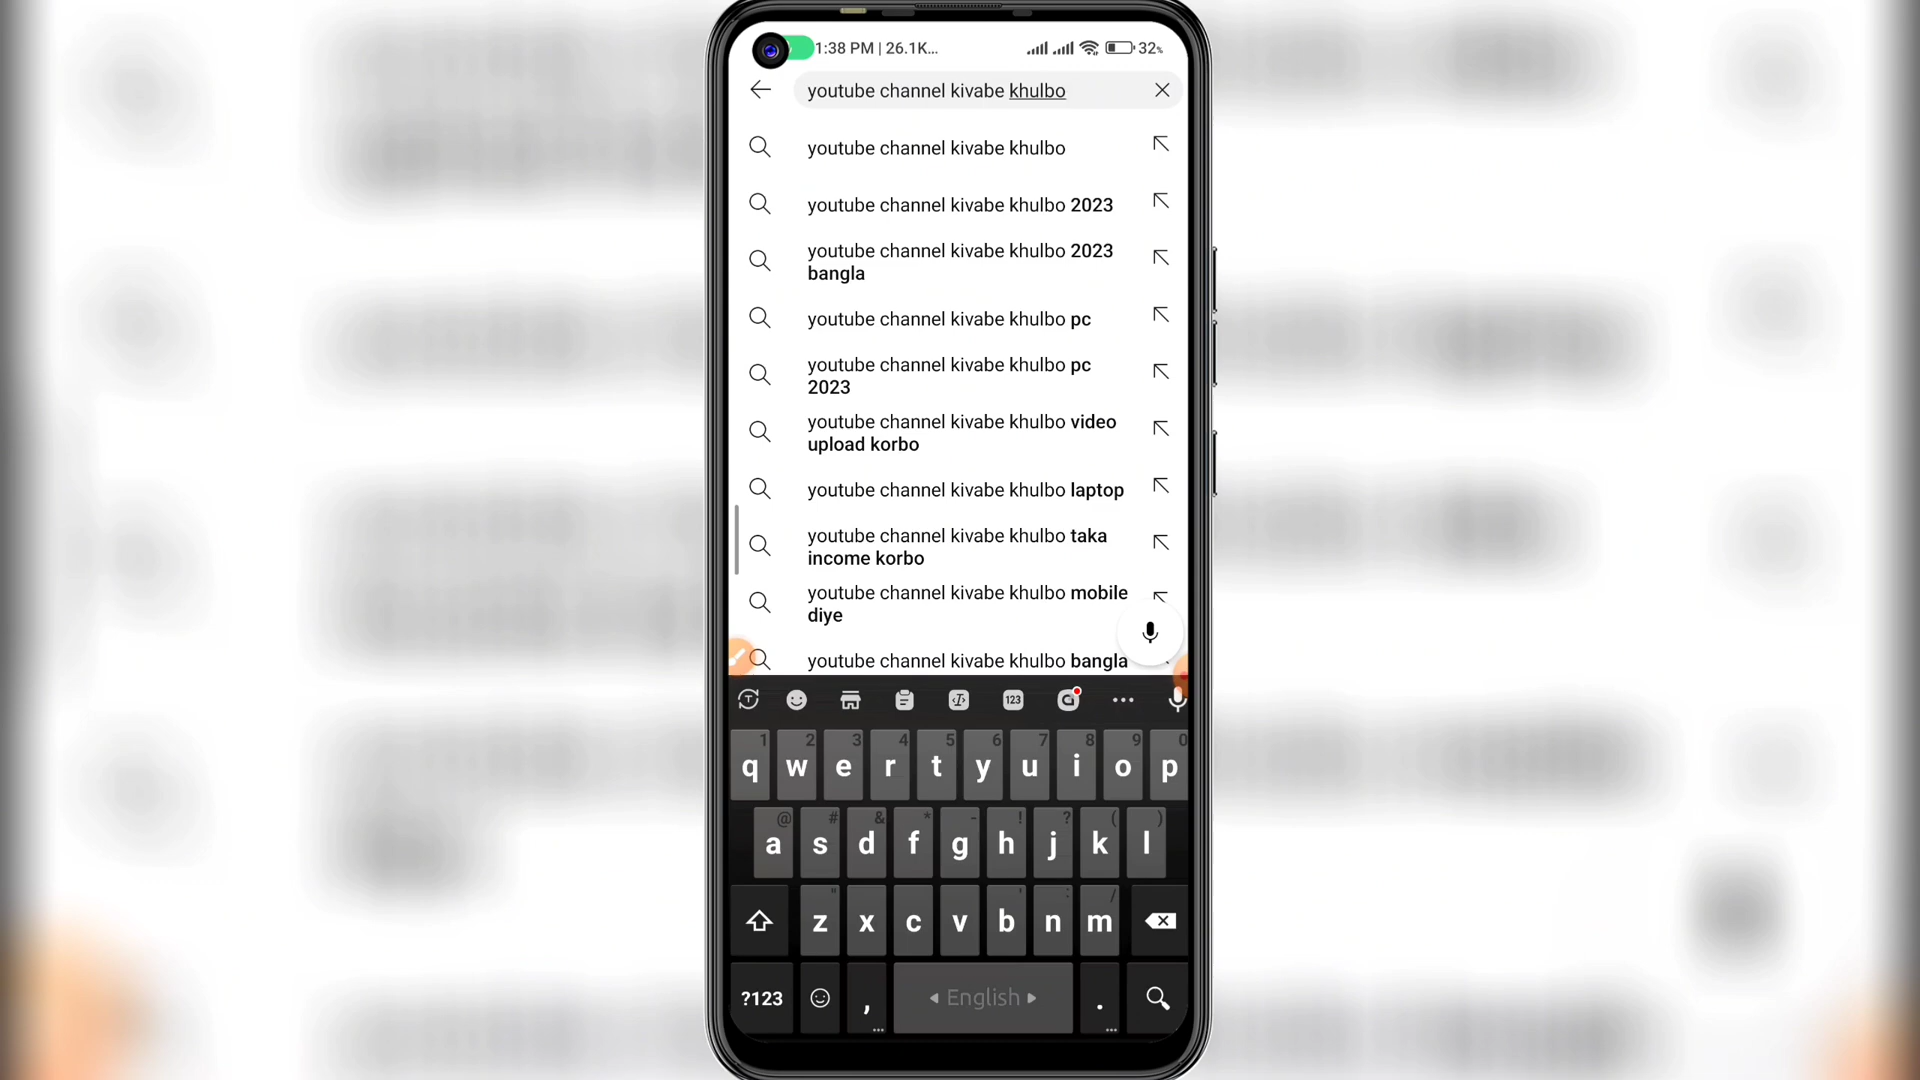 1:38 PM | 26.1K... 32%
youtube channel kivabe khulbo
youtube channel kivabe khulbo
youtube channel kivabe khulbo 2023
youtube channel kivabe khulbo 2023
bangla
youtube channel kivabe khulbo pc
youtube channel kivabe khulbo pc
2023
youtube channel kivabe khulbo video
upload korbo
youtube channel kivabe khulbo laptop
youtube channel kivabe khulbo taka
income korbo
youtube channel kivabe khulbo mobile
diye
youtube channel kivabe khulbo bangla
123
1 2 3 4 5 6 7 8 9 0
q w e r t y u i o p
@ # & * - ! ? ( )
a s d f g h j k l
" ' : /
z x c v b n m
?123 , English .